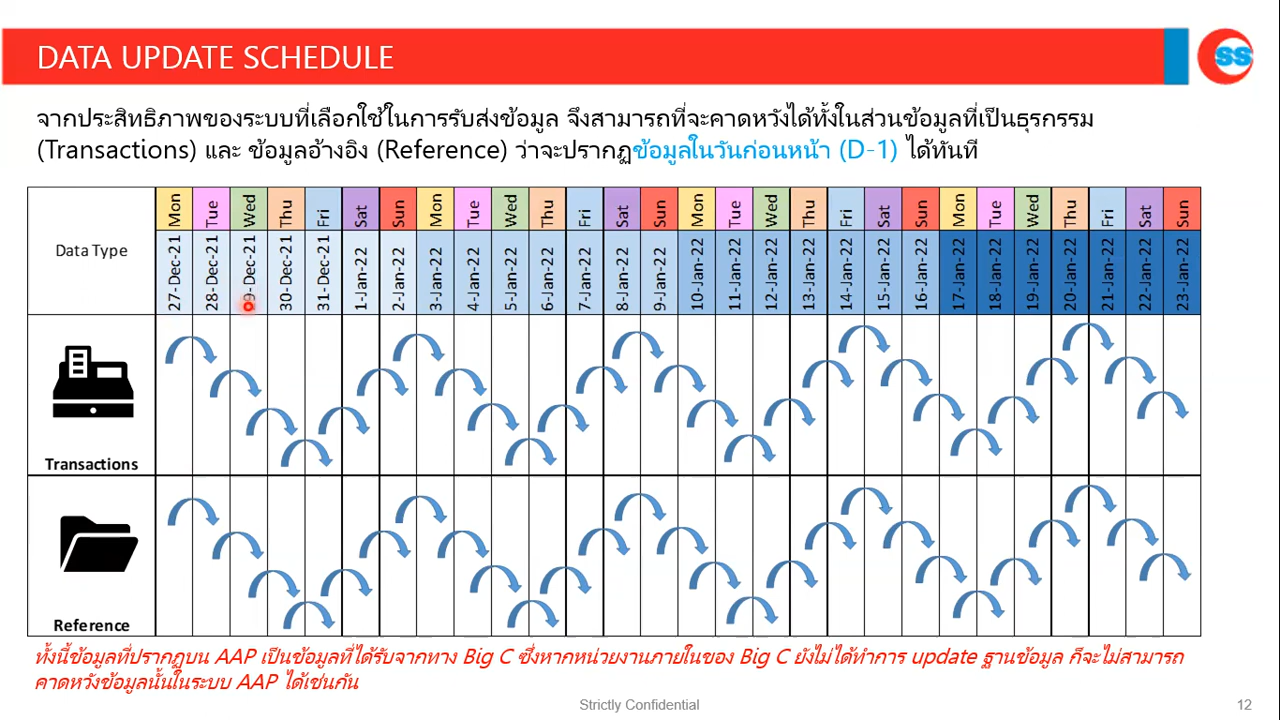 DATA UPDATE SCHEDULE
SS
จากประสิทธิภาพของระบบที่เลือกใช้ในการรับส่งข้อมูล จึงสามารถที่จะคาดหวังได้ทั้งในส่วนข้อมูลที่เป็นธุรกรรม
(Transactions) และ ข้อมูลอ้างอิง (Reference) ว่าจะปรากฏข้อมูลในวันก่อนหน้า (D-1) ได้ทันที
Data Type
Mon Tue Wed Thu Fri Sat Sun Mon Tue Wed Thu Fri Sat Sun Mon Tue Wed Thu Fri Sat Sun Mon Tue Wed Thu Fri Sat Sun
27-Dec-21 28-Dec-21 9-Dec-21 30-Dec-21 31-Dec-21 1-Jan-22 2-Jan-22 3-Jan-22 4-Jan-22 5-Jan-22 6-Jan-22 7-Jan-22 8-Jan-22 9-Jan-22 10-Jan-22 11-Jan-22 12-Jan-22 13-Jan-22 14-Jan-22 15-Jan-22 16-Jan-22 17-Jan-22 18-Jan-22 19-Jan-22 20-Jan-22 21-Jan-22 22-Jan-22 23-Jan-22
Transactions
Reference
ทั้งนี้ข้อมูลที่ปรากฏบน AAP เป็นข้อมูลที่ได้รับจากทาง Big C ซึ่งหากหน่วยงานภายในของ Big C ยังไม่ได้ทำการ update ฐานข้อมูล ก็จะไม่สามารถ
คาดหวังข้อมูลนั้นในระบบ AAP ได้เช่นกัน
Strictly Confidential
12